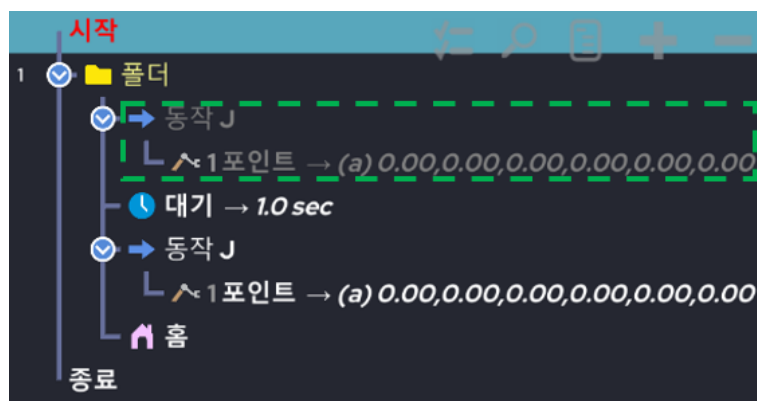 시작
1 폴더
동작 J
1 포인트 → (a) 0.00,0.00,0.00,0.00,0.00,0.00
대기 → 1.0 sec
동작 J
1 포인트 → (a) 0.00,0.00,0.00,0.00,0.00,0.00
홈
종료